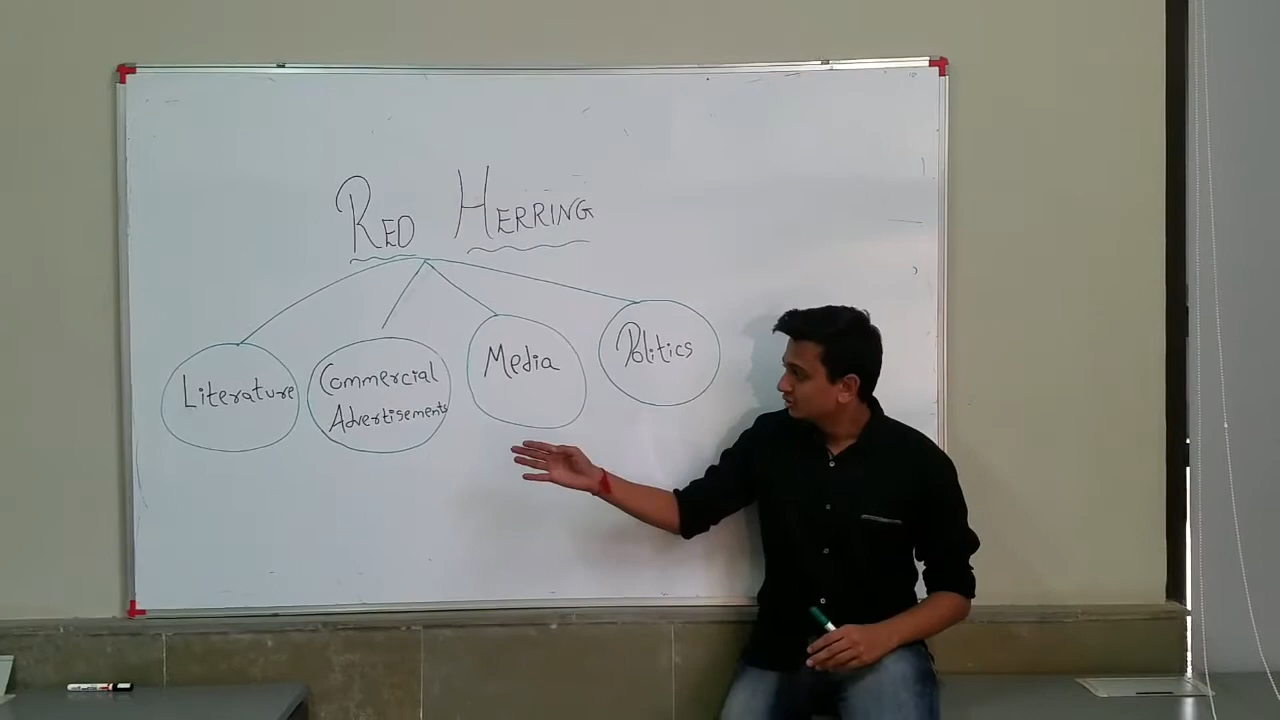 RED HERRING
Literature
Commercial
Advertisements
Media
Politics